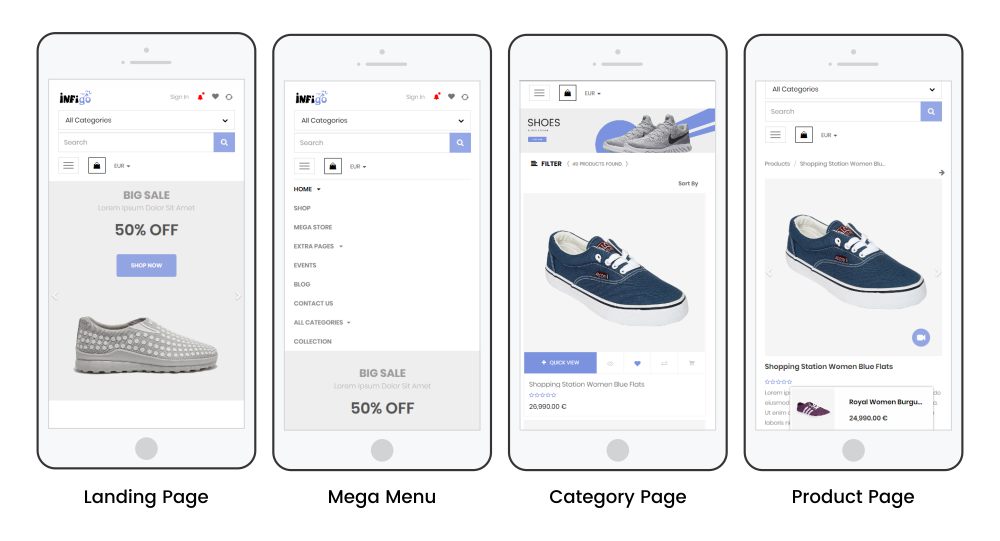 INFiGO
Sign In
All Categories
Search
EUR
BIG SALE
Lorem Ipsum Dolor Sit Amet
50% OFF
SHOP NOW
Landing Page
INFiGO
Sign In
All Categories
Search
EUR
HOME
SHOP
MEGA STORE
EXTRA PAGES
EVENTS
BLOG
CONTACT US
ALL CATEGORIES
COLLECTION
BIG SALE
Lorem Ipsum Dolor Sit Amet
50% OFF
Mega Menu
EUR
SHOES
FILTER ( 40 PRODUCTS FOUND. )
Sort By
QUICK VIEW
Shopping Station Women Blue Flats
26,990.00 €
Category Page
All Categories
Search
EUR
Products / Shopping Station Women Blu...
Shopping Station Women Blue Flats
Lorem ip
eiusmod
Ut enim
laboris ni
Royal Women Burgu...
24,990.00 €
Product Page